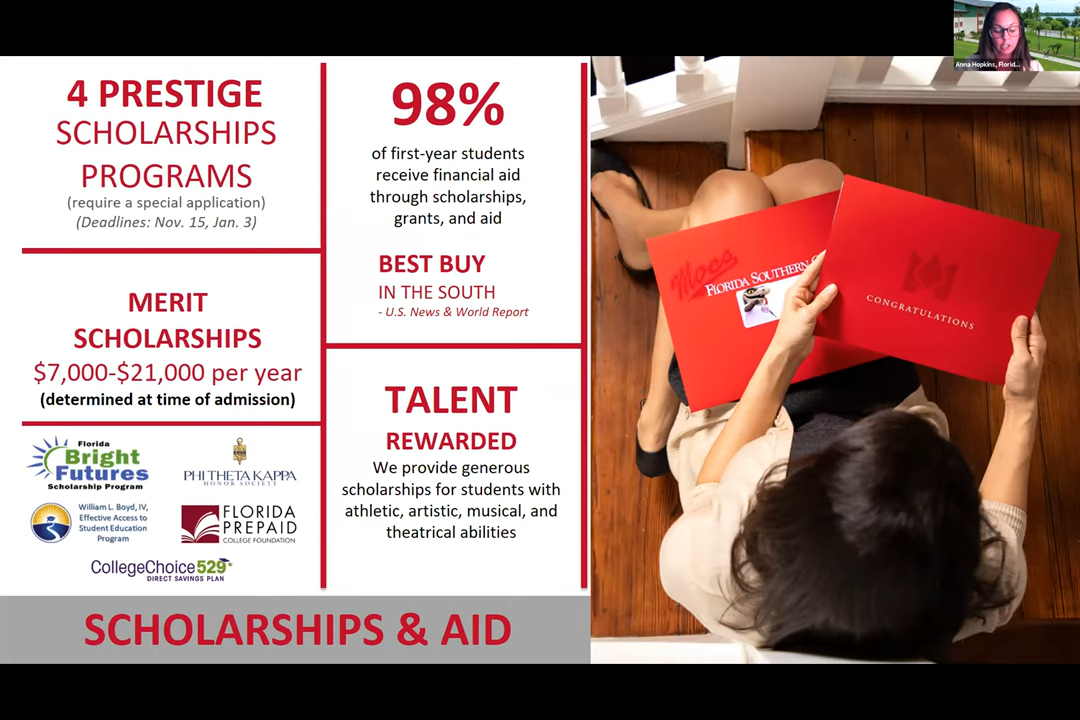 Anna Hopkins, Florid...
4 PRESTIGE
SCHOLARSHIPS
PROGRAMS
(require a special application)
(Deadlines: Nov. 15, Jan. 3)
MERIT
SCHOLARSHIPS
$7,000-$21,000 per year
(determined at time of admission)
Florida
Bright
Futures
Scholarship Program
PHI THETA KAPPA
HONOR SOCIETY
William L. Boyd, IV,
Effective Access to
Student Education
Program
FLORIDA
PREPAID
COLLEGE FOUNDATION
CollegeChoice 529
DIRECT SAVINGS PLAN
98%
of first-year students
receive financial aid
through scholarships,
grants, and aid
BEST BUY
IN THE SOUTH
- U.S. News & World Report
TALENT
REWARDED
We provide generous
scholarships for students with
athletic, artistic, musical, and
theatrical abilities
SCHOLARSHIPS & AID
Mocs
FLORIDA SOUTHERN C
CONGRATULATIONS